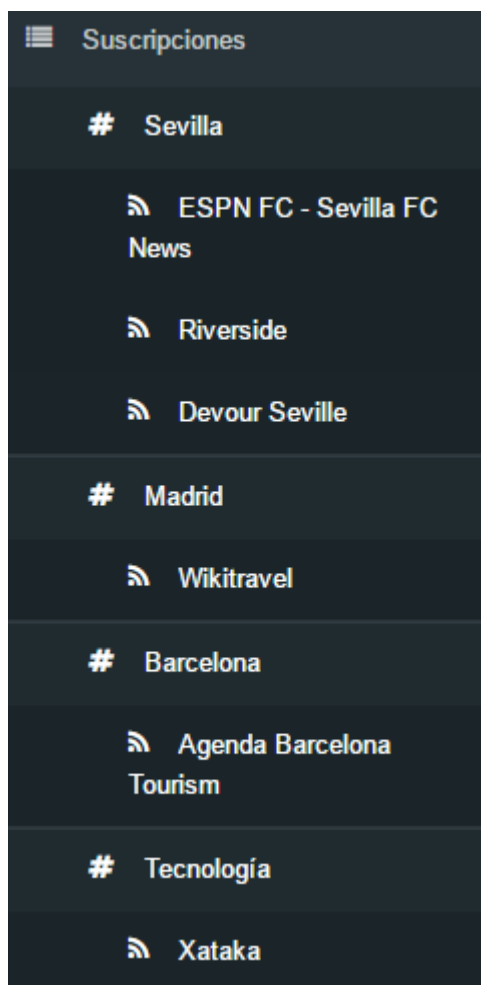 Suscripciones
# Sevilla
ESPN FC - Sevilla FC
News
Riverside
Devour Seville
# Madrid
Wikitravel
# Barcelona
Agenda Barcelona
Tourism
# Tecnología
Xataka